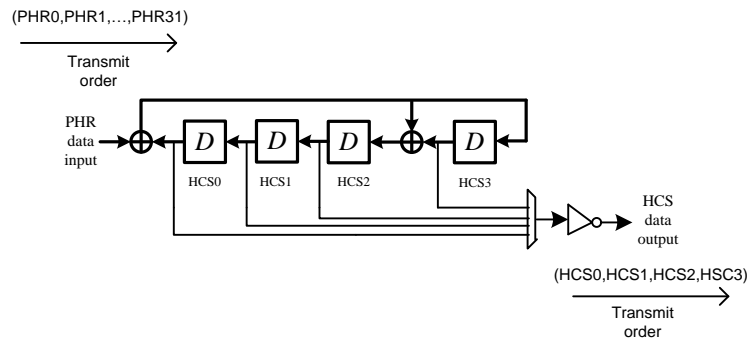 (PHR0,PHR1,…,PHR31)
Transmit
order
PHR
data
input
D
D
D
D
HCS0
HCS1
HCS2
HCS3
HCS
data
output
(HCS0,HCS1,HCS2,HSC3)
Transmit
order